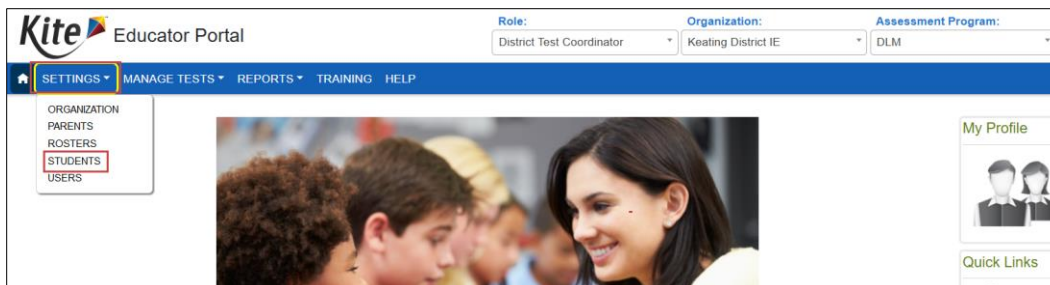 Kite Educator Portal
Role:
District Test Coordinator
Organization:
Keating District IE
Assessment Program:
DLM
SETTINGS MANAGE TESTS REPORTS TRAINING HELP
ORGANIZATION
PARENTS
ROSTERS
STUDENTS
USERS
My Profile
Quick Links